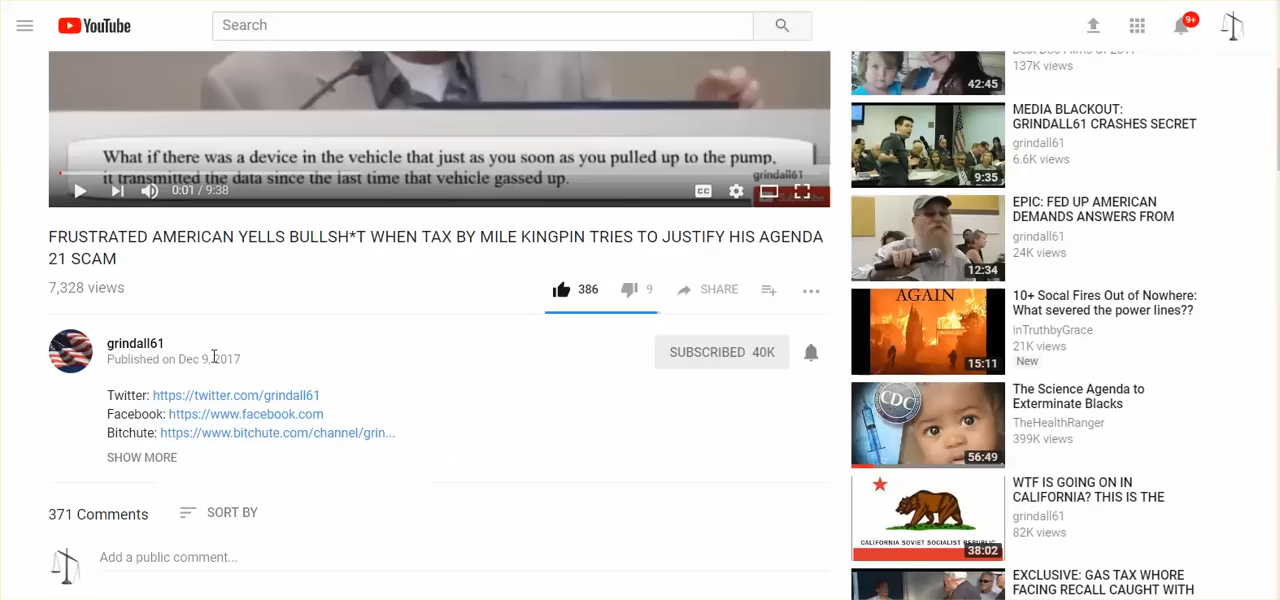 YouTube
Search
9+
What if there was a device in the vehicle that just as you soon as you pulled up to the pump,
it transmitted the data since the last time that vehicle gassed up.
grindall61
0:01 / 9:38
CC
FRUSTRATED AMERICAN YELLS BULLSH*T WHEN TAX BY MILE KINGPIN TRIES TO JUSTIFY HIS AGENDA
21 SCAM
7,328 views
386
9
SHARE
grindall61
Published on Dec 9, 2017
SUBSCRIBED 40K
Twitter: https://twitter.com/grindall61
Facebook: https://www.facebook.com
Bitchute: https://www.bitchute.com/channel/grin...
SHOW MORE
371 Comments
SORT BY
Add a public comment...
137K views
42:45
MEDIA BLACKOUT:
GRINDALL61 CRASHES SECRET
grindall61
6.6K views
9:35
EPIC: FED UP AMERICAN
DEMANDS ANSWERS FROM
grindall61
24K views
12:34
AGAIN
10+ Socal Fires Out of Nowhere:
What severed the power lines??
inTruthbyGrace
21K views
New
15:11
The Science Agenda to
Exterminate Blacks
TheHealthRanger
399K views
CDC
56:49
WTF IS GOING ON IN
CALIFORNIA? THIS IS THE
grindall61
82K views
CALIFORNIA SOVIET SOCIALIST REPUBLIC
38:02
EXCLUSIVE: GAS TAX WHORE
FACING RECALL CAUGHT WITH